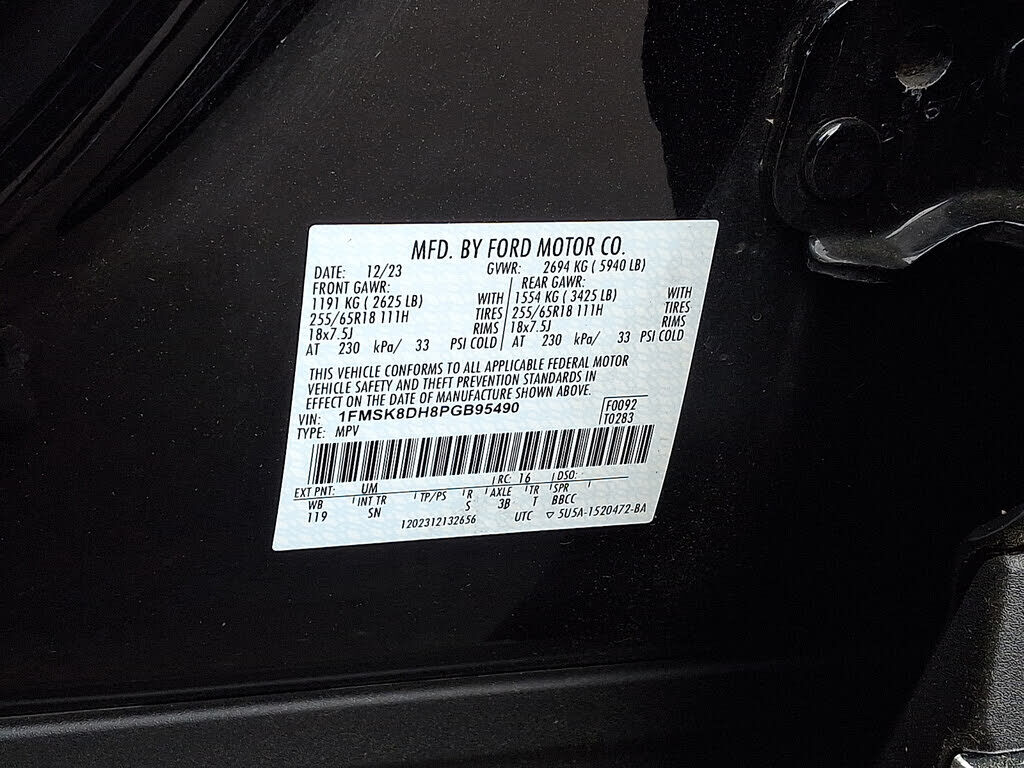 MFD. BY FORD MOTOR CO.
DATE: 12/23 GVWR: 2694 KG ( 5940 LB)
FRONT GAWR: REAR GAWR:
1191 KG ( 2625 LB) WITH 1554 KG ( 3425 LB) WITH
255/65R18 111H TIRES 255/65R18 111H TIRES
18x7.5J RIMS 18x7.5J RIMS
AT 230 kPa/ 33 PSI COLD AT 230 kPa/ 33 PSI COLD
THIS VEHICLE CONFORMS TO ALL APPLICABLE FEDERAL MOTOR
VEHICLE SAFETY AND THEFT PREVENTION STANDARDS IN
EFFECT ON THE DATE OF MANUFACTURE SHOWN ABOVE.
VIN: 1FMSK8DH8PGB95490 F0092
TYPE: MPV T0283
EXT PNT: UM RC: 16 DSO:
WB INT TR TP/PS R AXLE TR SPR
119 SN S 3B T BBCC
1202312132656 UTC ▽ 5U5A-1520472-BA